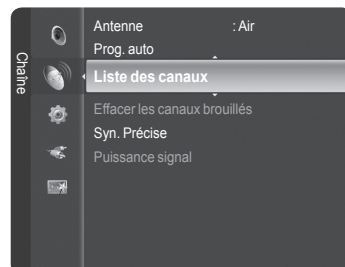 Chaîne
Antenne : Air
Prog. auto
Liste des canaux
Effacer les canaux brouillés
Syn. Précise
Puissance signal